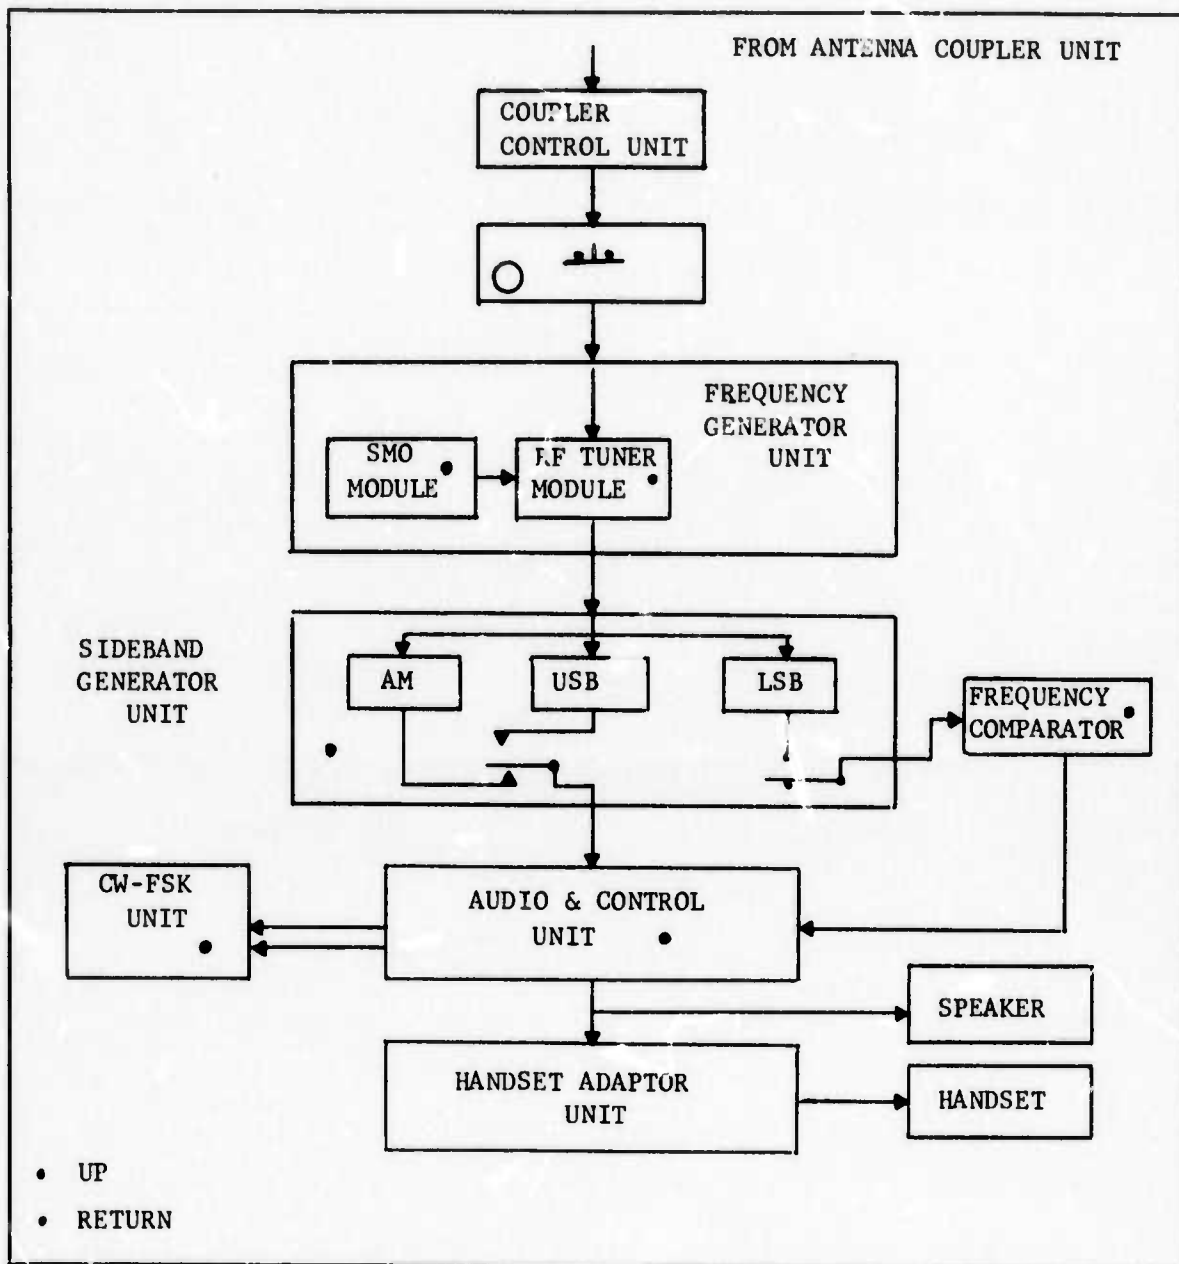 FROM ANTENNA COUPLER UNIT
COUPLER
CONTROL UNIT
FREQUENCY
GENERATOR
UNIT
SMO
MODULE
RF TUNER
MODULE
SIDEBAND
GENERATOR
UNIT
AM
USB
LSB
FREQUENCY
COMPARATOR
CW-FSK
UNIT
AUDIO & CONTROL
UNIT
SPEAKER
HANDSET ADAPTOR
UNIT
HANDSET
• UP
• RETURN